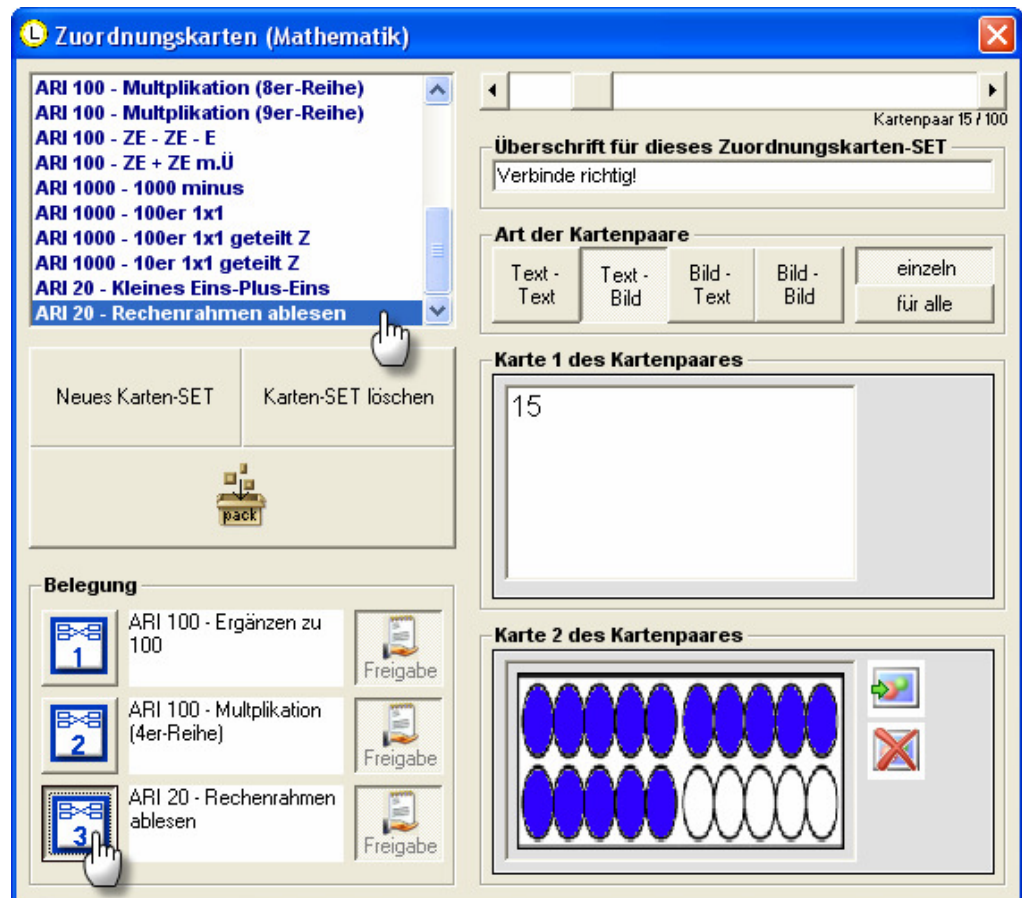 Zuordnungskarten (Mathematik)
ARI 100 - Multplikation (8er-Reihe)
ARI 100 - Multplikation (9er-Reihe)
ARI 100 - ZE - ZE - E
ARI 100 - ZE + ZE m.Ü
ARI 1000 - 1000 minus
ARI 1000 - 100er 1x1
ARI 1000 - 100er 1x1 geteilt Z
ARI 1000 - 10er 1x1 geteilt Z
ARI 20 - Kleines Eins-Plus-Eins
ARI 20 - Rechenrahmen ablesen
Neues Karten-SET
Karten-SET löschen
pack
Belegung
1
ARI 100 - Ergänzen zu
100
Freigabe
2
ARI 100 - Multplikation
(4er-Reihe)
Freigabe
3
ARI 20 - Rechenrahmen
ablesen
Freigabe
Kartenpaar 15 / 100
Überschrift für dieses Zuordnungskarten-SET
Verbinde richtig!
Art der Kartenpaare
Text -
Text
Text -
Bild
Bild -
Text
Bild -
Bild
einzeln
für alle
Karte 1 des Kartenpaares
15
Karte 2 des Kartenpaares